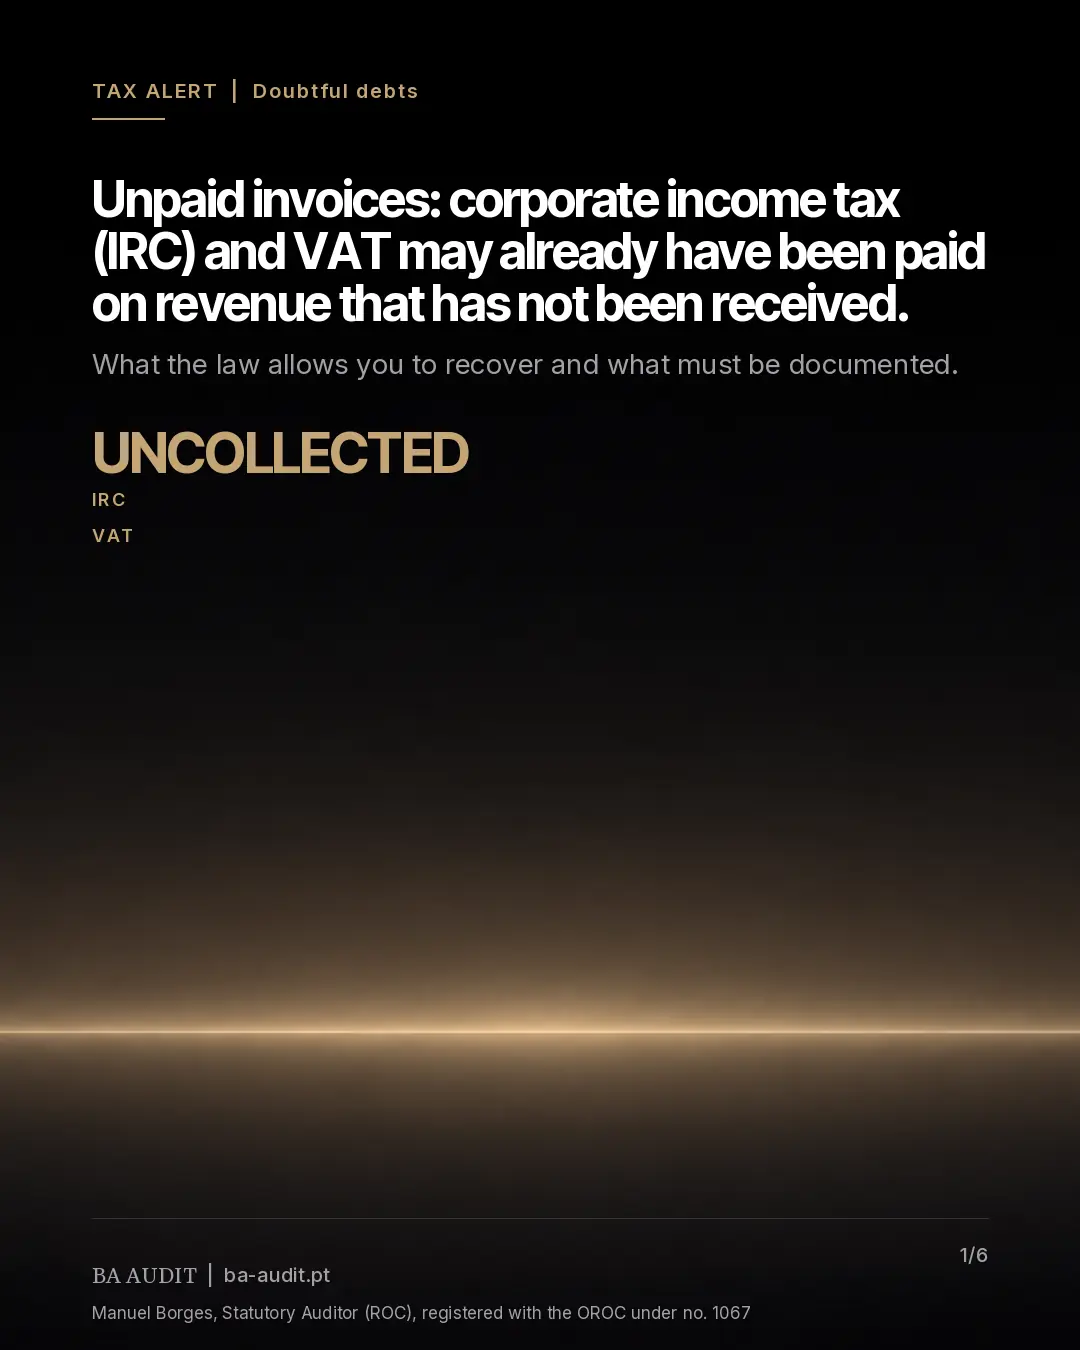 TAX ALERT | Doubtful debts
Unpaid invoices: corporate income tax
(IRC) and VAT may already have been paid
on revenue that has not been received.
What the law allows you to recover and what must be documented.
UNCOLLECTED
IRC
VAT
1/6
BA AUDIT | ba-audit.pt
Manuel Borges, Statutory Auditor (ROC), registered with the OROC under no. 1067